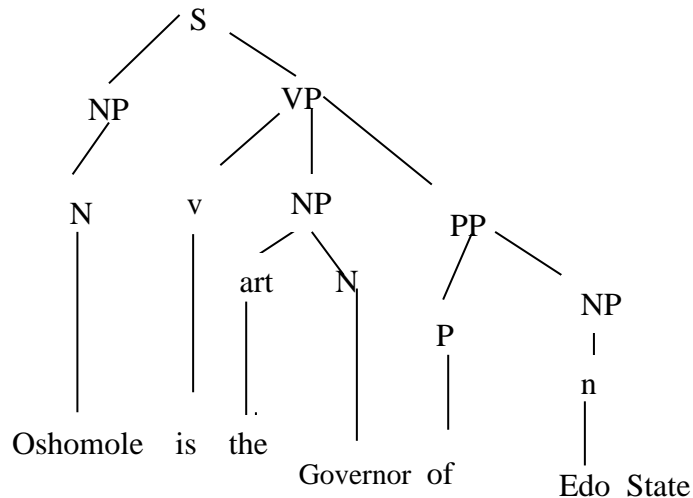 S
NP VP
N v NP PP
art N NP
P
n
Oshomole is the
Governor of
Edo State